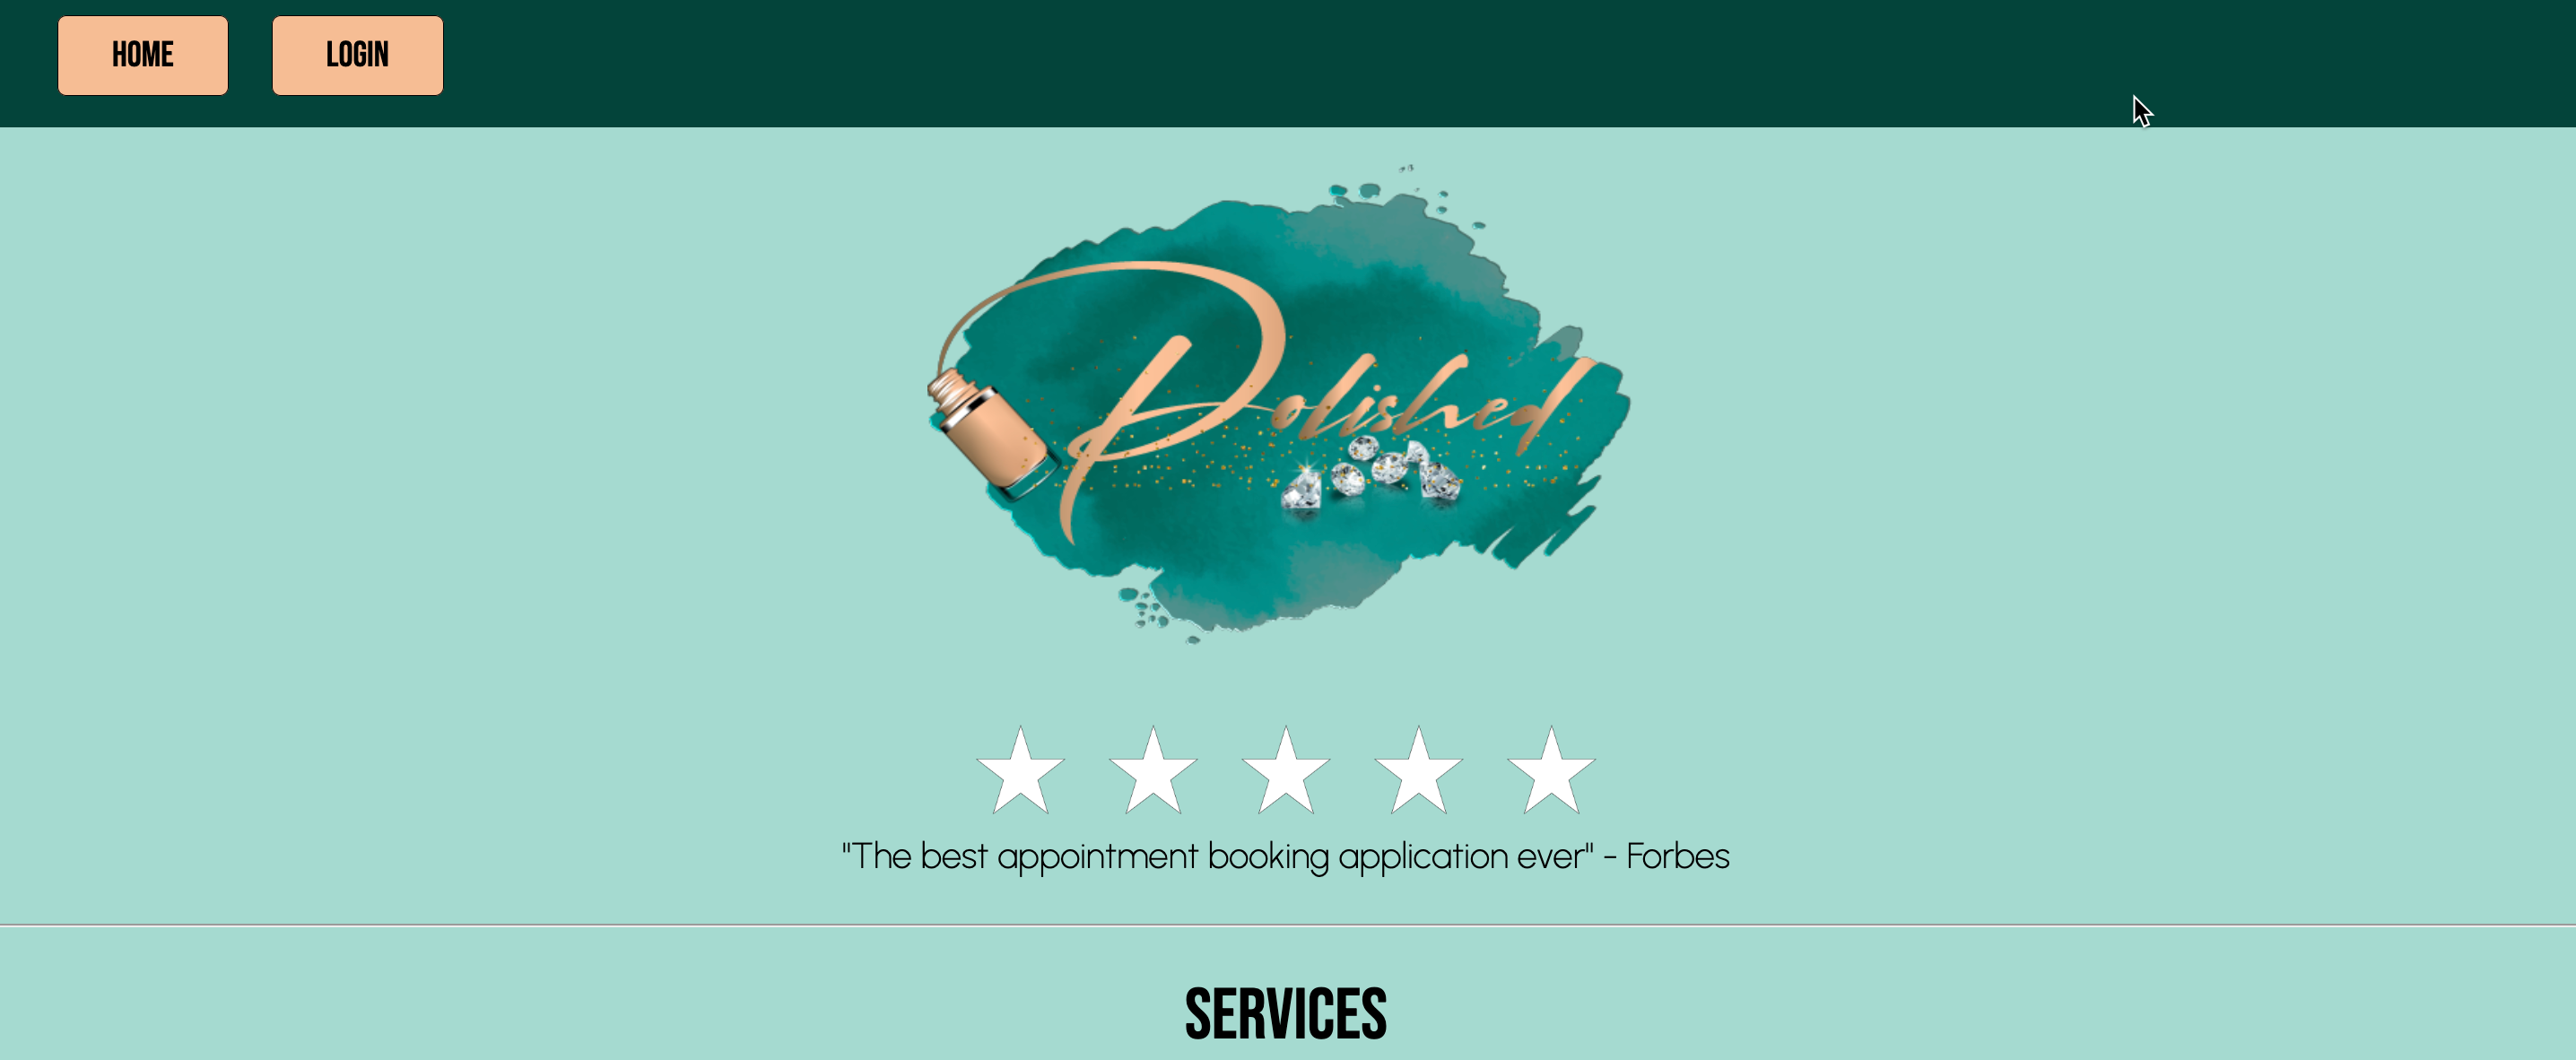 HOME
LOGIN
Polished
"The best appointment booking application ever" - Forbes
SERVICES